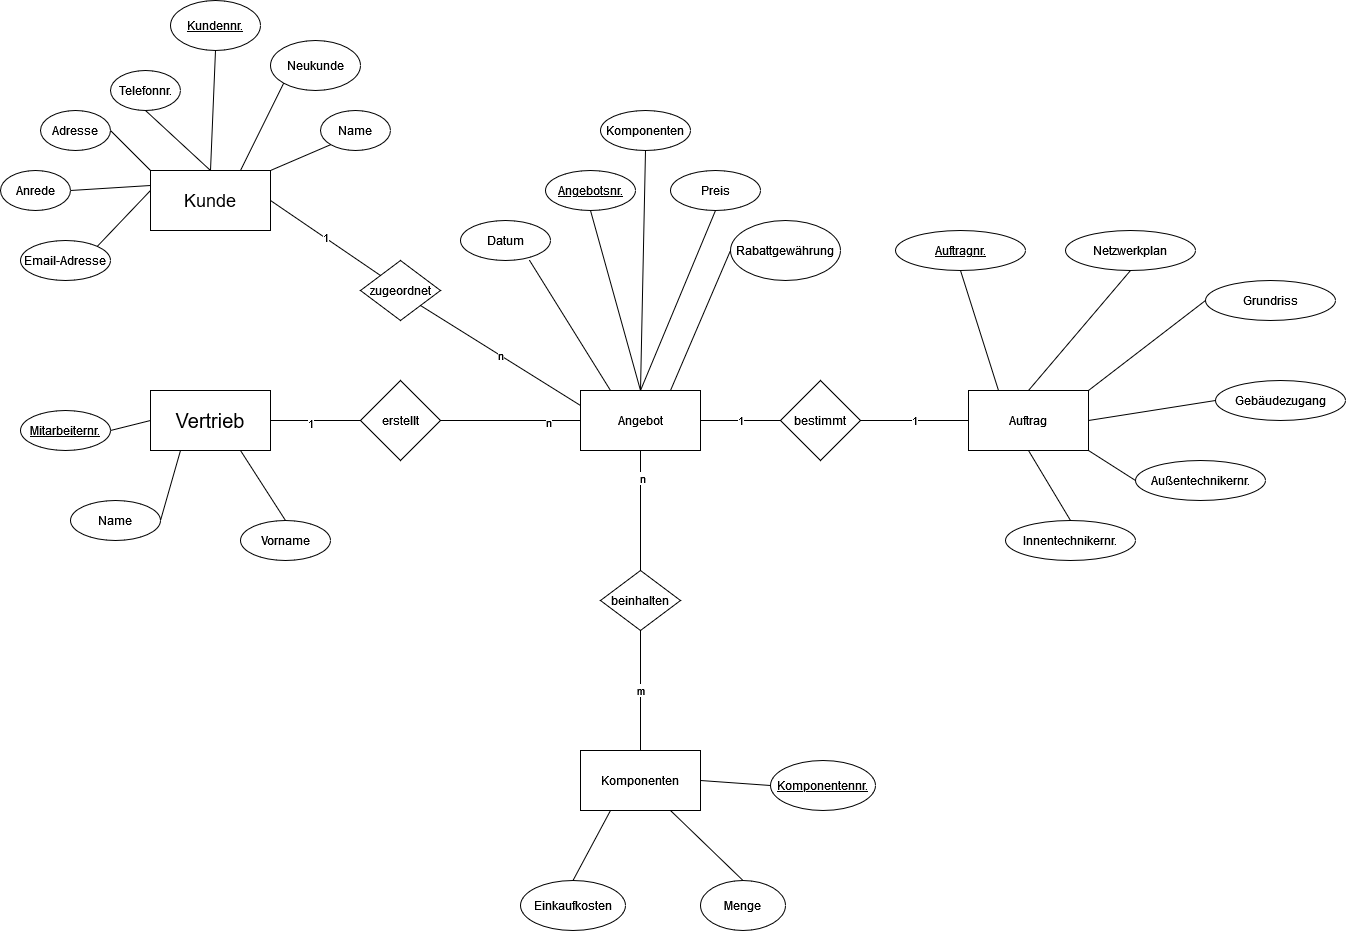 Kundennr.
Neukunde
Telefonnr.
Adresse
Name
Komponenten
Anrede
Kunde
Angebotsnr.
Preis
1
Datum
Rabattgewährung
Email-Adresse
Auftragnr.
Netzwerkplan
zugeordnet
Grundriss
n
Gebäudezugang
Mitarbeiternr.
Vertrieb
1
erstellt
n
Angebot
1
bestimmt
1
Auftrag
n
Außentechnikernr.
Name
Vorname
Innentechnikernr.
beinhalten
m
Komponenten
Komponentennr.
Einkaufkosten
Menge